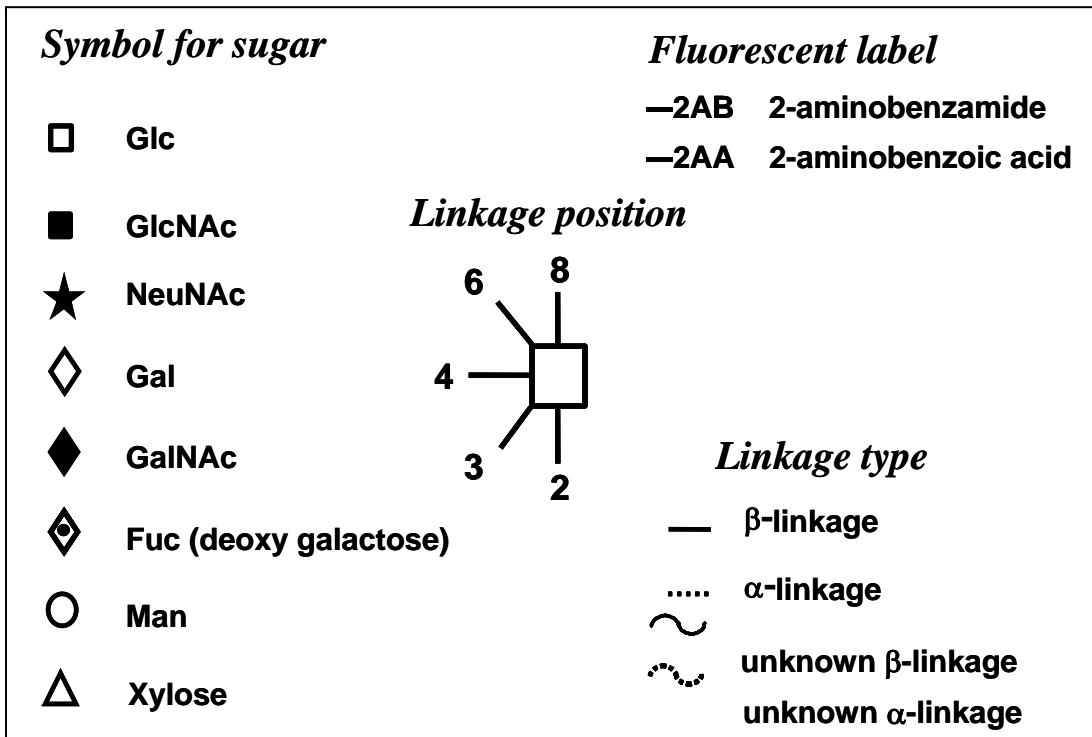 Symbol for sugar
Glc
GlcNAc
NeuNAc
Gal
GalNAc
Fuc (deoxy galactose)
Man
Xylose
Fluorescent label
—2AB 2-aminobenzamide
—2AA 2-aminobenzoic acid
Linkage position
6
8
4
3
2
Linkage type
β-linkage
α-linkage
unknown β-linkage
unknown α-linkage